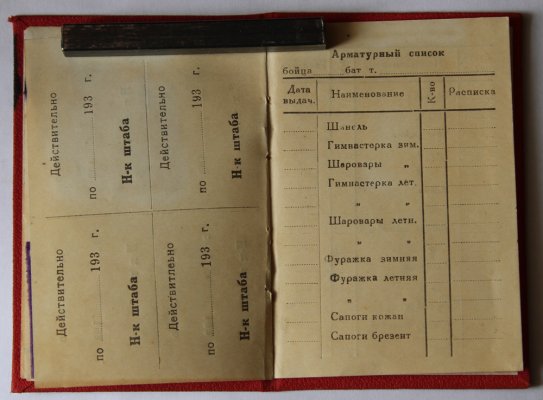 Действительно
по 193 г.
Н-к штаба
Действительно
по 193 г.
Н-к штаба
Действитлеьно
по 193 г.
Н-к штаба
Действительно
по 193 г.
Н-к штаба
Арматурный список
бойца бат т.
Дата выдач. Наименование К-во Расписка
Шинель
Гимнастерка зим.
Шаровары „
Гимнастерка лет.
„ „
Шаровары летн.
„ „
Фуражка зимняя
Фуражка летняя
„ „
Сапоги кожан
Сапоги брезент